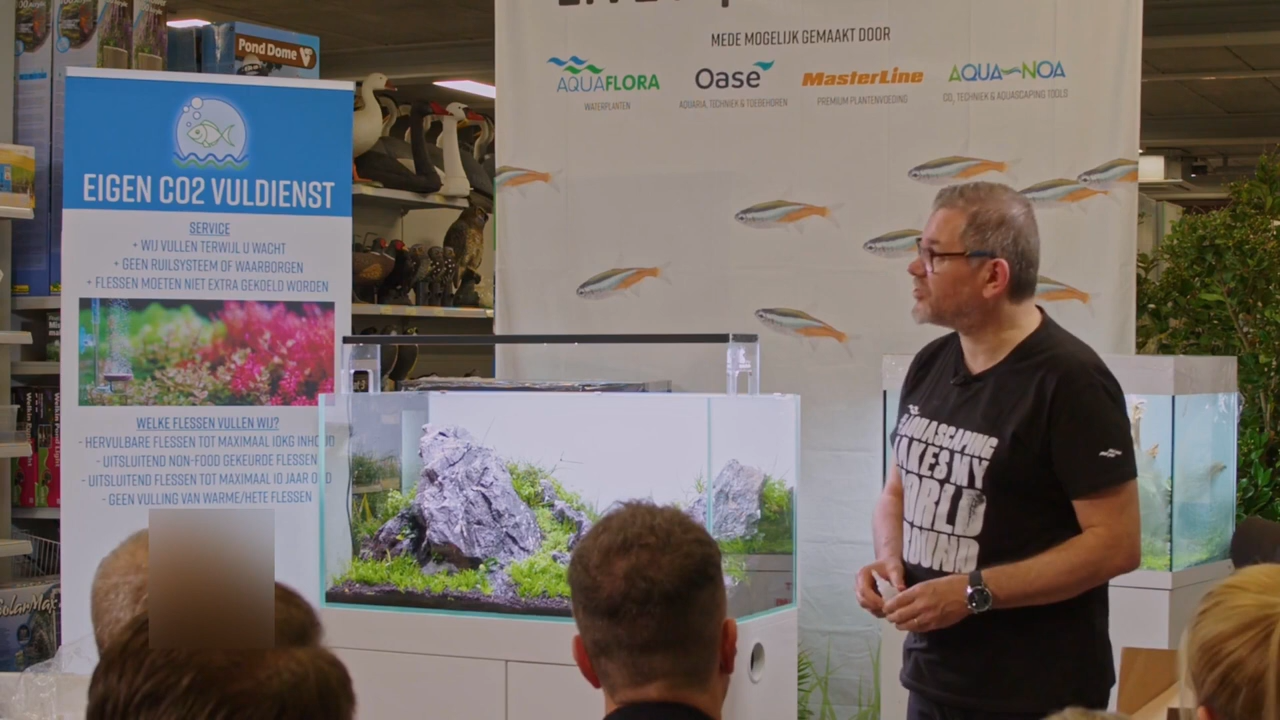 Pond Dome
EIGEN CO2 VULDIENST
SERVICE
+ WIJ VULLEN TERWIJL U WACHT
+ GEEN RUILSYSTEEM OF WAARBORGEN
+ FLESSEN MOETEN NIET EXTRA GEKOELD WORDEN
WELKE FLESSEN VULLEN WIJ?
- HERVULBARE FLESSEN TOT MAXIMAAL 10KG
- UITSLUITEND NON-FOOD GEKEURDE FLESSEN
- UITSLUITEND FLESSEN TOT MAXIMAAL 10 JAAR
- GEEN VULLING VAN WARME/HETE FLESSEN
MEDE MOGELIJK GEMAAKT DOOR
AQUAFLORA
WATERPLANTEN
Oase
AQUARIA, TECHNIEK & TOEBEHOREN
MASTERLINE
PREMIUM PLANTENVOEDING
AQUA-NOA
CO2, TECHNIEK & AQUASCAPING TOOLS
AQUASCAPING
MAKES MY
WORLD
ROUND
SolarMax